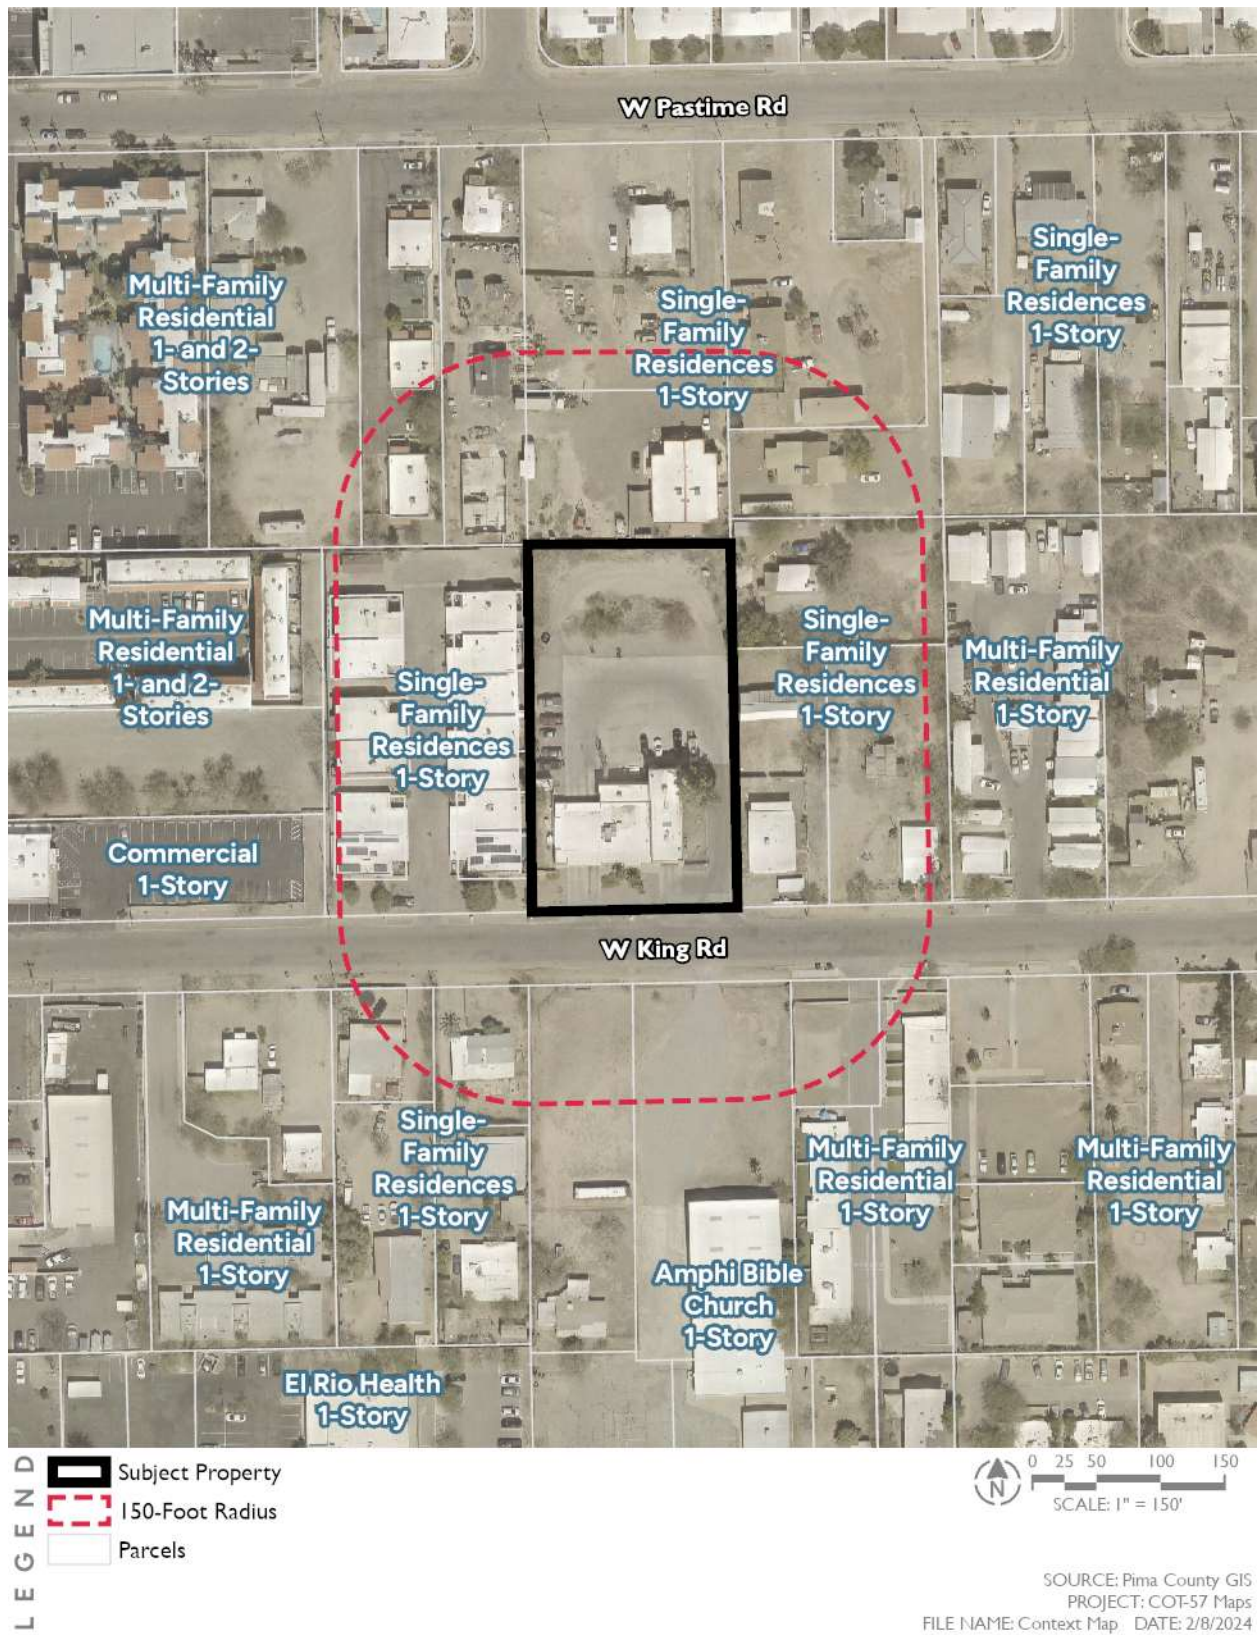 W Pastime Rd
Multi-Family
Residential
1- and 2-
Stories
Single-
Family
Residences
1-Story
Single-
Family
Residences
1-Story
Multi-Family
Residential
1- and 2-
Stories
Single-
Family
Residences
1-Story
Single-
Family
Residences
1-Story
Multi-Family
Residential
1-Story
Commercial
1-Story
W King Rd
Single-
Family
Residences
1-Story
Multi-Family
Residential
1-Story
Multi-Family
Residential
1-Story
Multi-Family
Residential
1-Story
Amphi Bible
Church
1-Story
El Rio Health
1-Story
LEGEND
Subject Property
150-Foot Radius
Parcels
N
0 25 50 100 150
SCALE: 1" = 150'
SOURCE: Pima County GIS
PROJECT: COT-57 Maps
FILE NAME: Context Map DATE: 2/8/2024